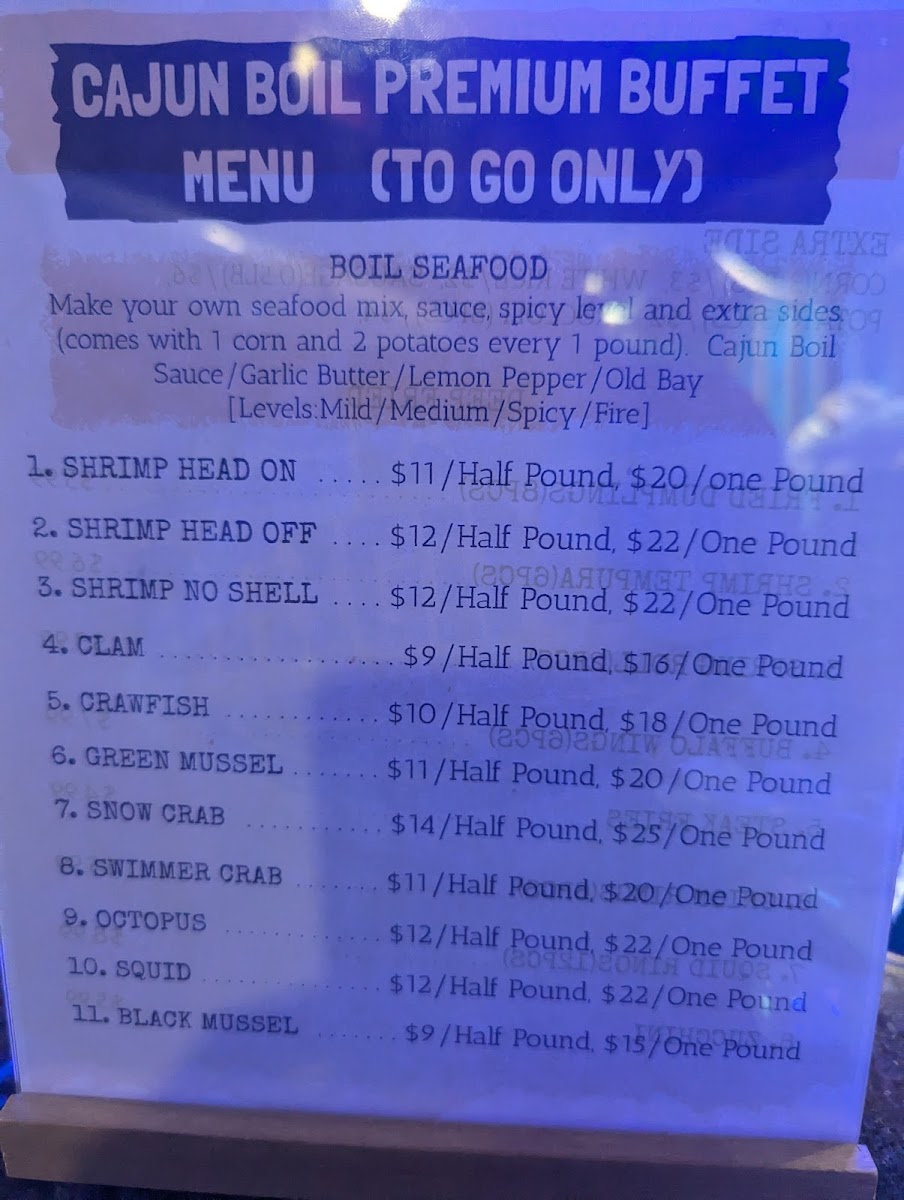 CAJUN BOIL PREMIUM BUFFET
MENU (TO GO ONLY)
BOIL SEAFOOD
Make your own seafood mix, sauce, spicy level and extra sides.
(comes with 1 corn and 2 potatoes every 1 pound). Cajun Boil
Sauce/Garlic Butter/Lemon Pepper/Old Bay
[Levels:Mild/Medium/Spicy/Fire]
1. SHRIMP HEAD ON ..... $11/Half Pound, $20/one Pound
2. SHRIMP HEAD OFF .... $12/Half Pound, $22/One Pound
3. SHRIMP NO SHELL .... $12/Half Pound, $22/One Pound
4. CLAM .................. $9/Half Pound, $16/One Pound
5. CRAWFISH ............ $10/Half Pound, $18/One Pound
6. GREEN MUSSEL ....... $11/Half Pound, $20/One Pound
7. SNOW CRAB ........... $14/Half Pound, $25/One Pound
8. SWIMMER CRAB ....... $11/Half Pound, $20/One Pound
9. OCTOPUS ............. $12/Half Pound, $22/One Pound
10. SQUID ............... $12/Half Pound, $22/One Pound
11. BLACK MUSSEL ....... $9/Half Pound, $15/One Pound